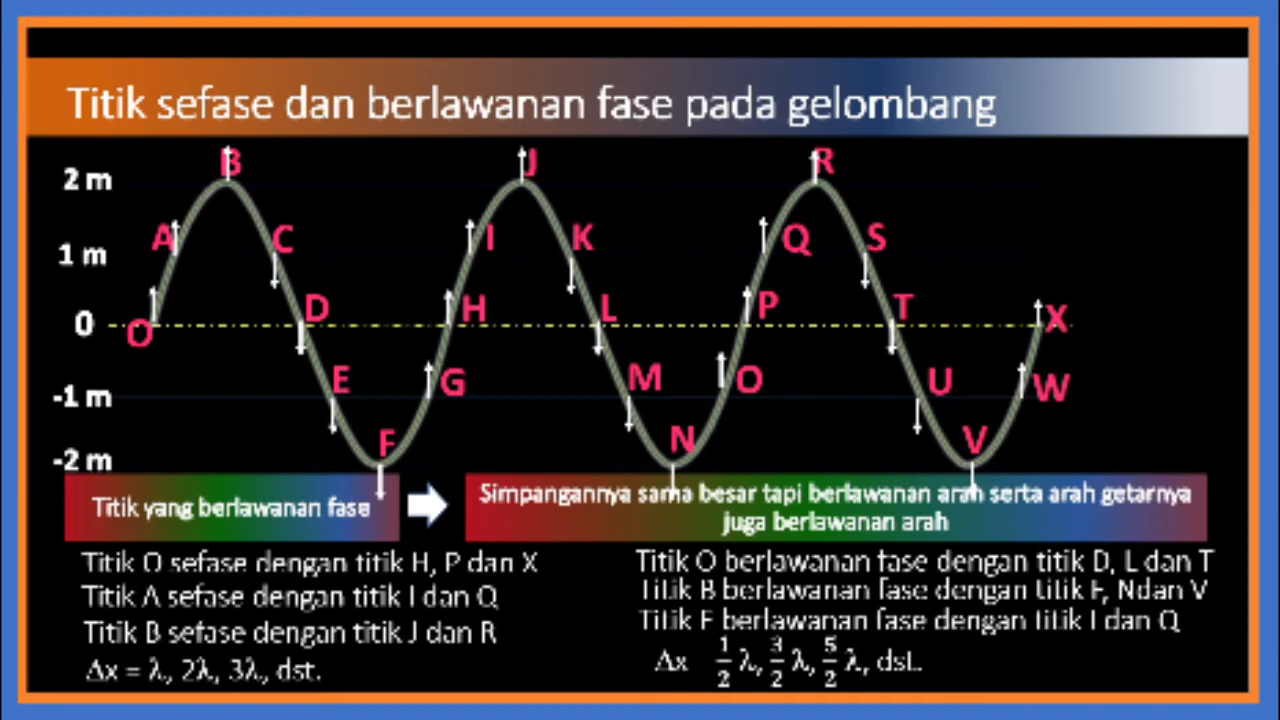 Titik sefase dan berlawanan fase pada gelombang
B J R
2 m
A C I K Q S
1 m
D H L P T X
0
O
E G M O U W
-1 m
F N V
-2 m
Titik yang berlawanan fase
Simpangannya sama besar tapi berlawanan arah serta arah getarnya
juga berlawanan arah
Titik O sefase dengan titik H, P dan X
Titik A sefase dengan titik I dan Q
Titik B sefase dengan titik J dan R
Δx = λ, 2λ, 3λ, dst.
Titik O berlawanan fase dengan titik D, L dan T
Titik B berlawanan fase dengan titik F, Ndan V
Titik berlawanan fase dengan titik I dan Q
Δx 1/2 λ, 3/2 λ, 5/2 λ, dst.